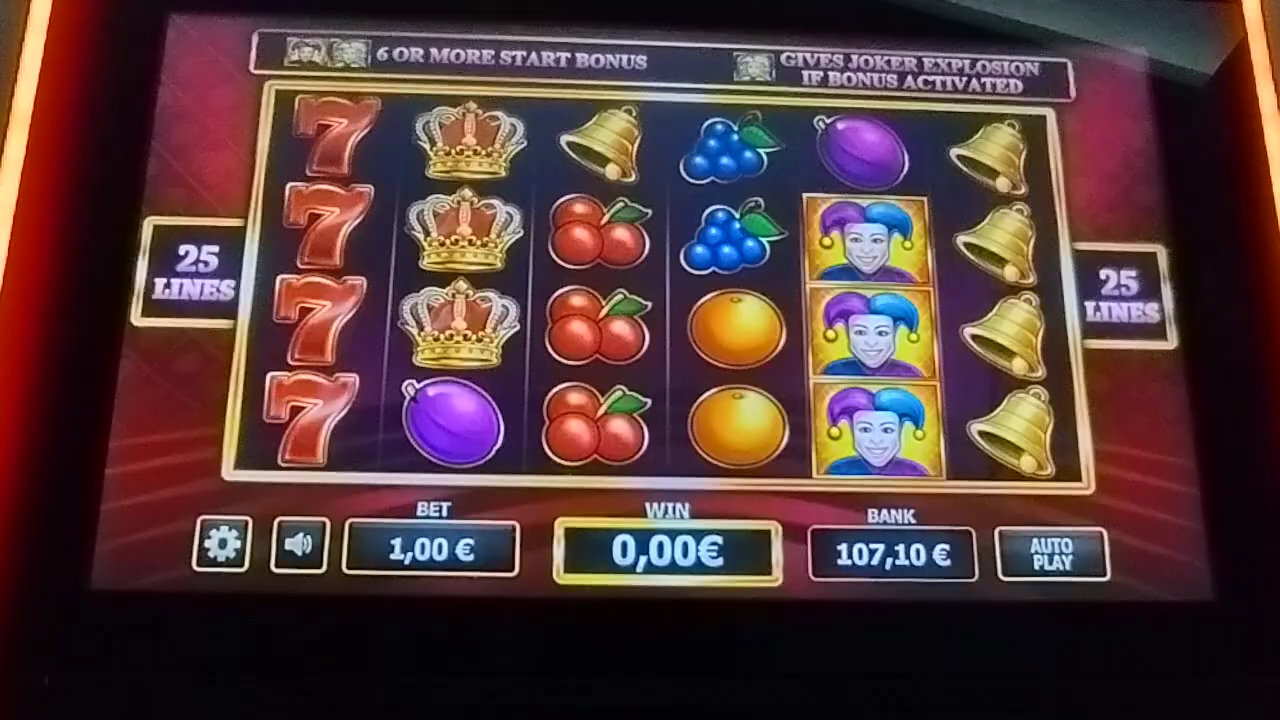 6 OR MORE START BONUS
GIVES JOKER EXPLOSION
IF BONUS ACTIVATED
25
LINES
25
LINES
BET
1,00 €
WIN
0,00€
BANK
107,10 €
AUTO
PLAY